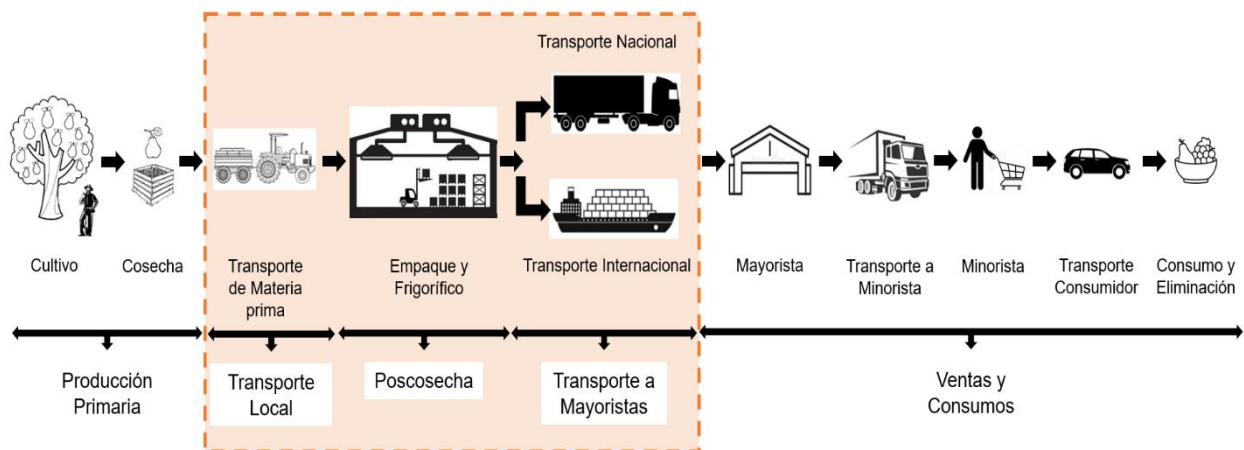 Transporte Nacional
Transporte Internacional
Cultivo
Cosecha
Transporte
de Materia
prima
Empaque y
Frigorífico
Mayorista
Transporte a
Minorista
Minorista
Transporte
Consumidor
Consumo y
Eliminación
Producción
Primaria
Transporte
Local
Poscosecha
Transporte a
Mayoristas
Ventas y
Consumos